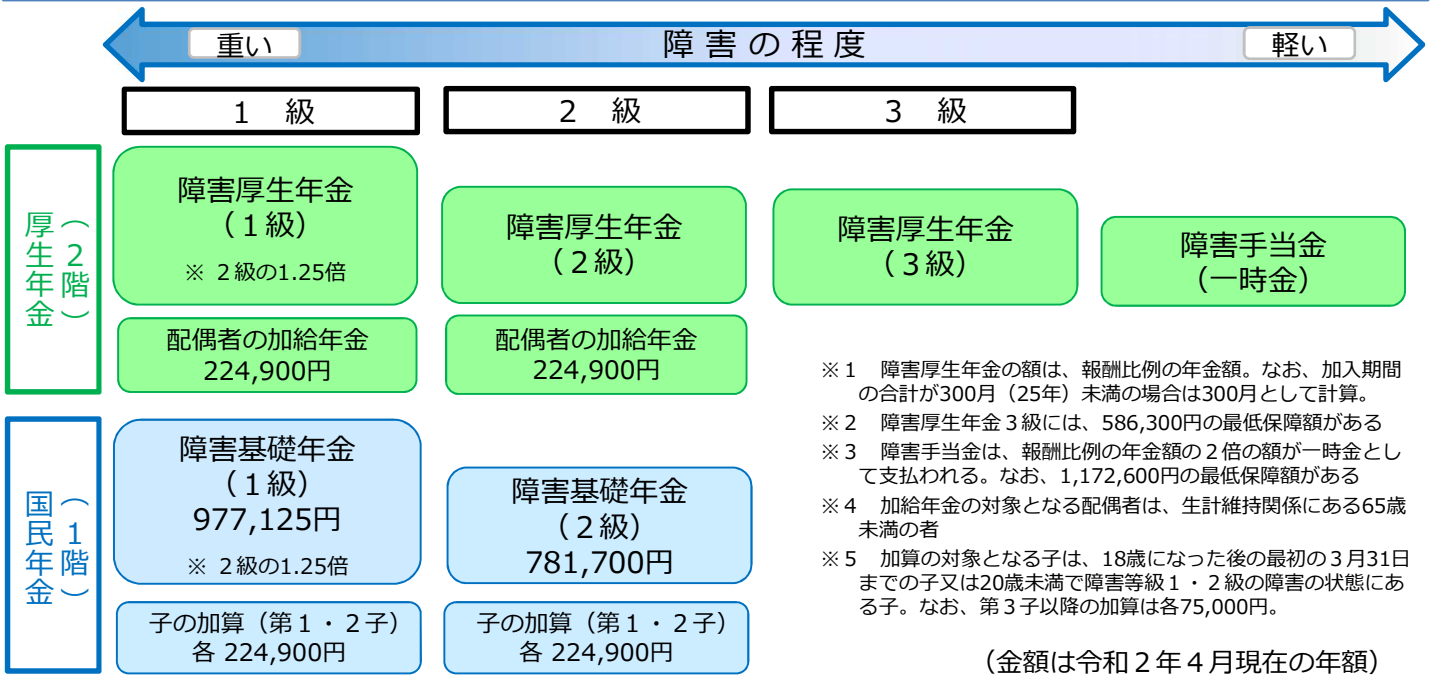 重い
障害の程度
軽い
１　級
２　級
３　級
厚生年金
（２階）
障害厚生年金
（１級）
※ ２級の1.25倍
障害厚生年金
（２級）
障害厚生年金
（３級）
障害手当金
（一時金）
配偶者の加給年金
224,900円
配偶者の加給年金
224,900円
国民年金
（１階）
障害基礎年金
（１級）
977,125円
※ ２級の1.25倍
障害基礎年金
（２級）
781,700円
子の加算（第１・２子）
各 224,900円
子の加算（第１・２子）
各 224,900円
※１　障害厚生年金の額は、報酬比例の年金額。なお、加入期間
の合計が300月（25年）未満の場合は300月として計算。
※２　障害厚生年金３級には、586,300円の最低保障額がある
※３　障害手当金は、報酬比例の年金額の２倍の額が一時金とし
て支払われる。なお、1,172,600円の最低保障額がある
※４　加給年金の対象となる配偶者は、生計維持関係にある65歳
未満の者
※５　加算の対象となる子は、18歳になった後の最初の３月31日
までの子又は20歳未満で障害等級１・２級の障害の状態にあ
る子。なお、第３子以降の加算は各75,000円。
（金額は令和２年４月現在の年額）